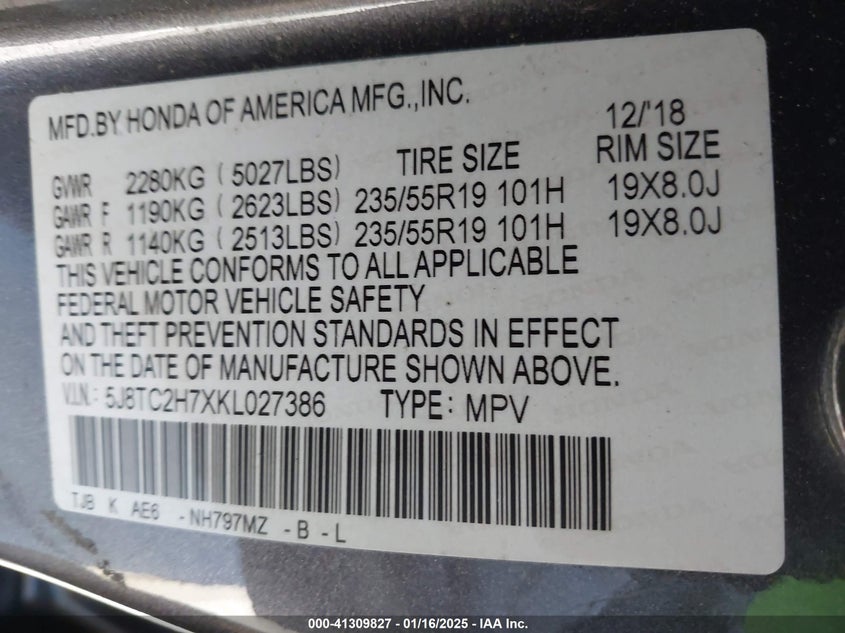 MFD.BY HONDA OF AMERICA MFG.,INC.
12/'18
TIRE SIZE RIM SIZE
GVWR 2280KG (5027LBS)
GAWR F 1190KG (2623LBS) 235/55R19 101H 19X8.0J
GAWR R 1140KG (2513LBS) 235/55R19 101H 19X8.0J
THIS VEHICLE CONFORMS TO ALL APPLICABLE
FEDERAL MOTOR VEHICLE SAFETY
AND THEFT PREVENTION STANDARDS IN EFFECT
ON THE DATE OF MANUFACTURE SHOWN ABOVE.
V.I.N.: 5J8TC2H7XKL027386 TYPE: MPV
TJB K AE6 -NH797MZ -B -L
000-41309827 - 01/16/2025 - IAA Inc.